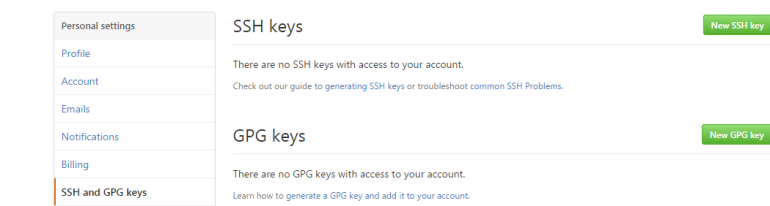 Personal settings
Profile
Account
Emails
Notifications
Billing
SSH and GPG keys
SSH keys
New SSH key
There are no SSH keys with access to your account.
Check out our guide to generating SSH keys or troubleshoot common SSH Problems.
GPG keys
New GPG key
There are no GPG keys with access to your account.
Learn how to generate a GPG key and add it to your account.